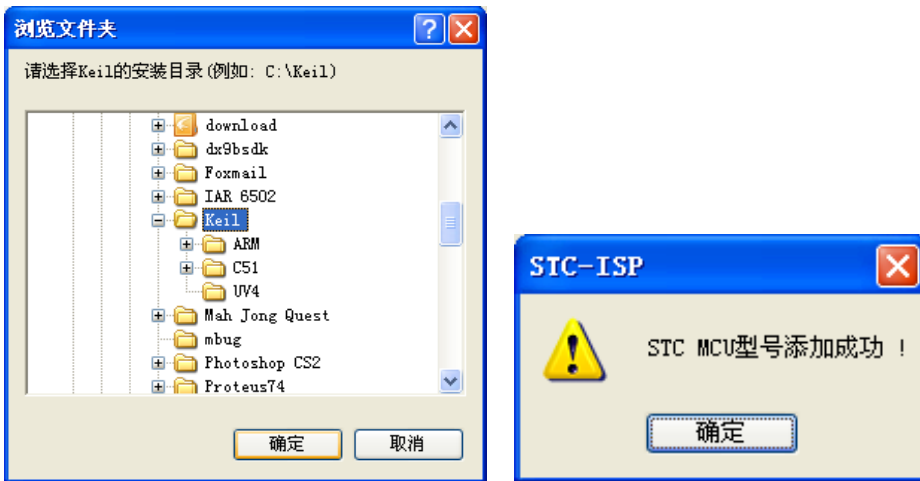 浏览文件夹
请选择Keil的安装目录(例如: C:\Keil)
download
dx9bsdk
Foxmail
IAR 6502
Keil
ARM
C51
UV4
Mah Jong Quest
mbug
Photoshop CS2
Proteus74
确定
取消
STC-ISP
STC MCU型号添加成功 !
确定